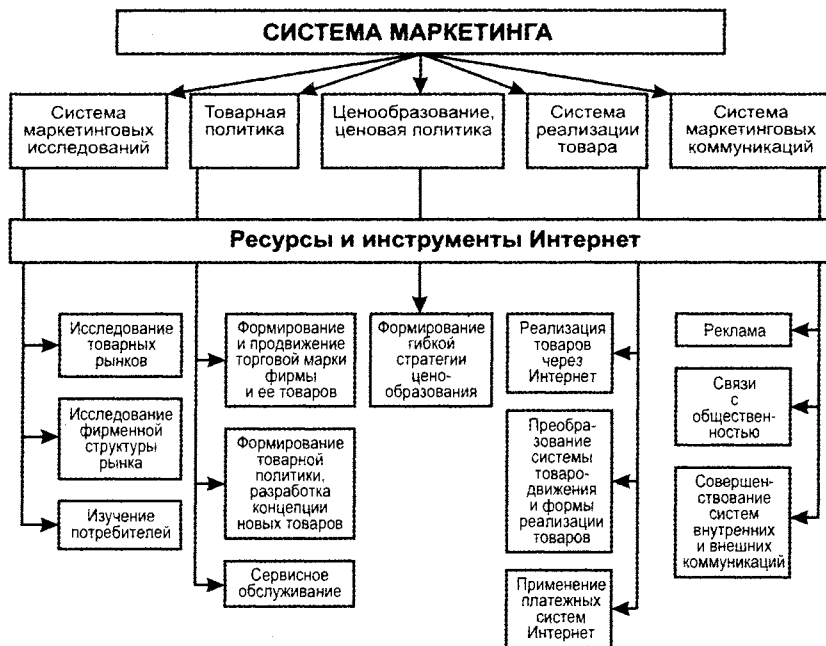 СИСТЕМА МАРКЕТИНГА
Система
маркетинговых
исследований
Товарная
политика
Ценообразование,
ценовая политика
Система
реализации
товара
Система
маркетинговых
коммуникаций
Ресурсы и инструменты Интернет
Исследование
товарных
рынков
Исследование
фирменной
структуры
рынка
Изучение
потребителей
Формирование
и продвижение
торговой марки
фирмы
и ее товаров
Формирование
товарной
политики,
разработка
концепции
новых товаров
Сервисное
обслуживание
Формирование
гибкой
стратегии
цено-
образования
Реализация
товаров
через
Интернет
Преобра-
зование
системы
товаро-
движения
и формы
реализации
товаров
Применение
платежных
систем
Интернет
Реклама
Связи
с
обществен-
ностью
Совершен-
ствование
систем
внутренних
и внешних
коммуникаций